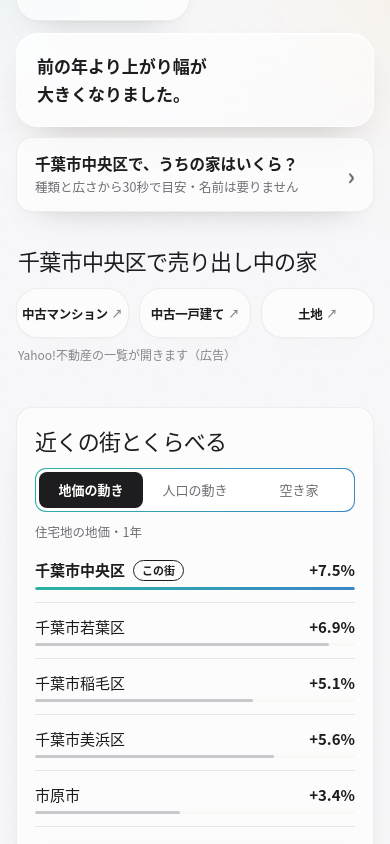 前の年より上がり幅が
大きくなりました。
千葉市中央区で、うちの家はいくら？
種類と広さから30秒で目安・名前は要りません
千葉市中央区で売り出し中の家
中古マンション ↗ 中古一戸建て ↗ 土地 ↗
Yahoo!不動産の一覧が開きます（広告）
近くの街とくらべる
地価の動き 人口の動き 空き家
住宅地の地価・1年
千葉市中央区 この街 +7.5%
千葉市若葉区 +6.9%
千葉市稲毛区 +5.1%
千葉市美浜区 +5.6%
市原市 +3.4%